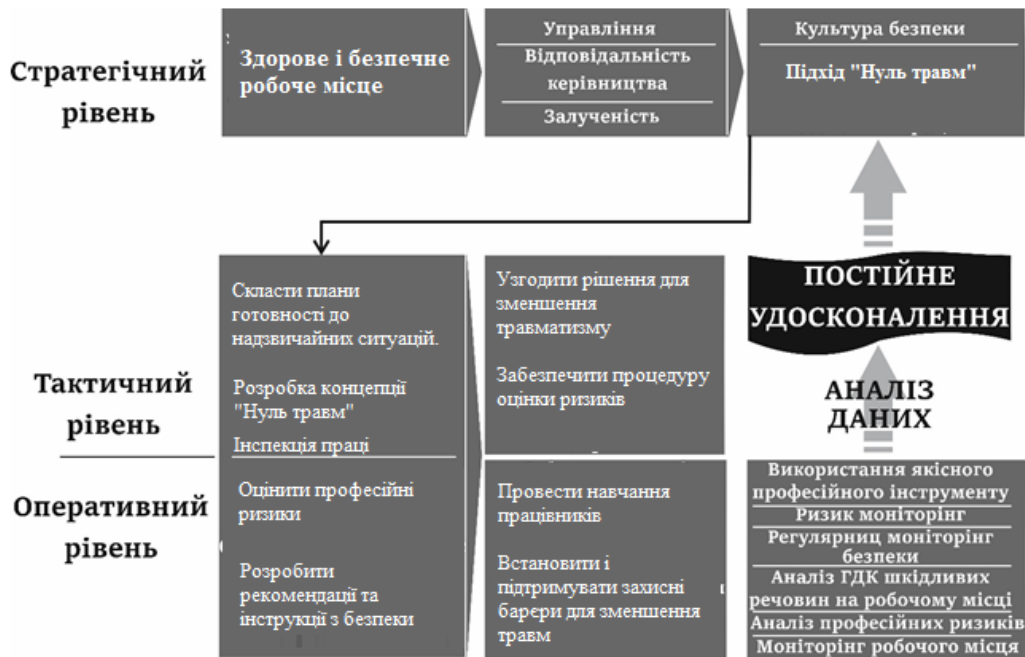 Стратегічний
рівень
Здорове і безпечне
робоче місце
Управління
Відповідальність
керівництва
Залученість
Культура безпеки
Підхід "Нуль травм"
Тактичний
рівень
Оперативний
рівень
Скласти плани
готовності до
надзвичайних ситуацій.
Розробка концепції
"Нуль травм"
Інспекція праці
Оцінити професійні
ризики
Розробити
рекомендації та
інструкції з безпеки
Узгодити рішення для
зменшення
травматизму
Забезпечити процедуру
оцінки ризиків
Провести навчання
працівників
Встановити і
підтримувати захисні
барєри для зменшення
травм
ПОСТІЙНЕ
УДОСКОНАЛЕННЯ
АНАЛІЗ
ДАНИХ
Використання якісного
професійного інструменту
Ризик моніторинг
Регулярниц моніторинг
безпеки
Аналіз ГДК шкідливих
речовин на робочому місці
Аналіз професійних ризиків
Моніторінг робочого місця